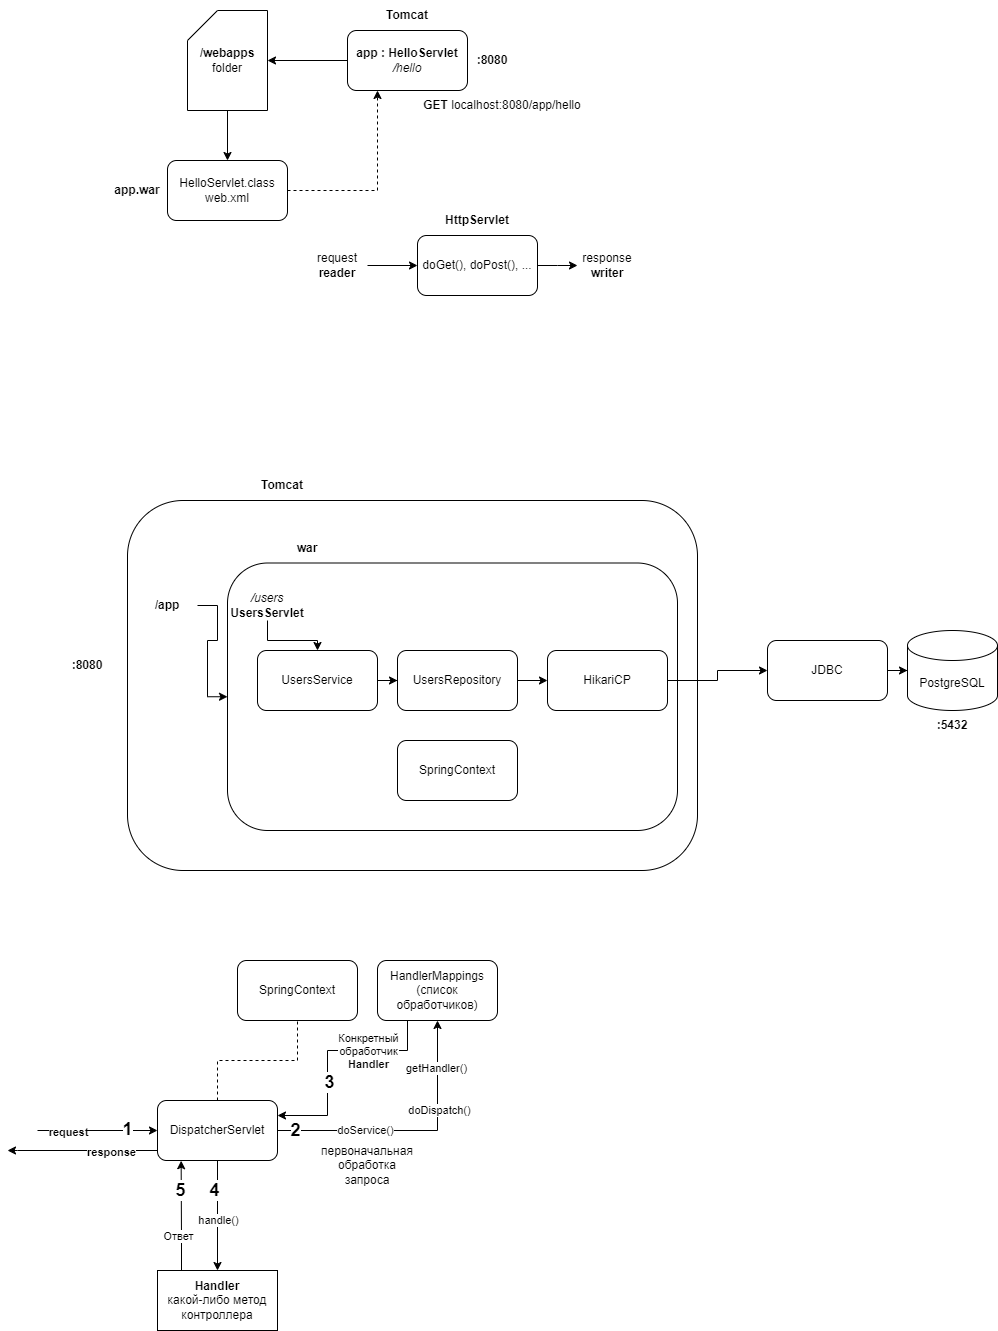 Tomcat
/webapps
folder
app : HelloServlet
/hello
:8080
GET localhost:8080/app/hello
app.war
HelloServlet.class
web.xml
HttpServlet
request
reader
doGet(), doPost(), ...
response
writer
Tomcat
war
/app
/users
UsersServlet
:8080
UsersService
UsersRepository
HikariCP
JDBC
PostgreSQL
:5432
SpringContext
SpringContext
HandlerMappings
(список
обработчиков)
Конкретный
обработчик
Handler
getHandler()
3
doDispatch()
request
1
DispatcherServlet
2
doService()
response
первоначальная
обработка
запроса
5
4
handle()
Ответ
Handler
какой-либо метод
контроллера